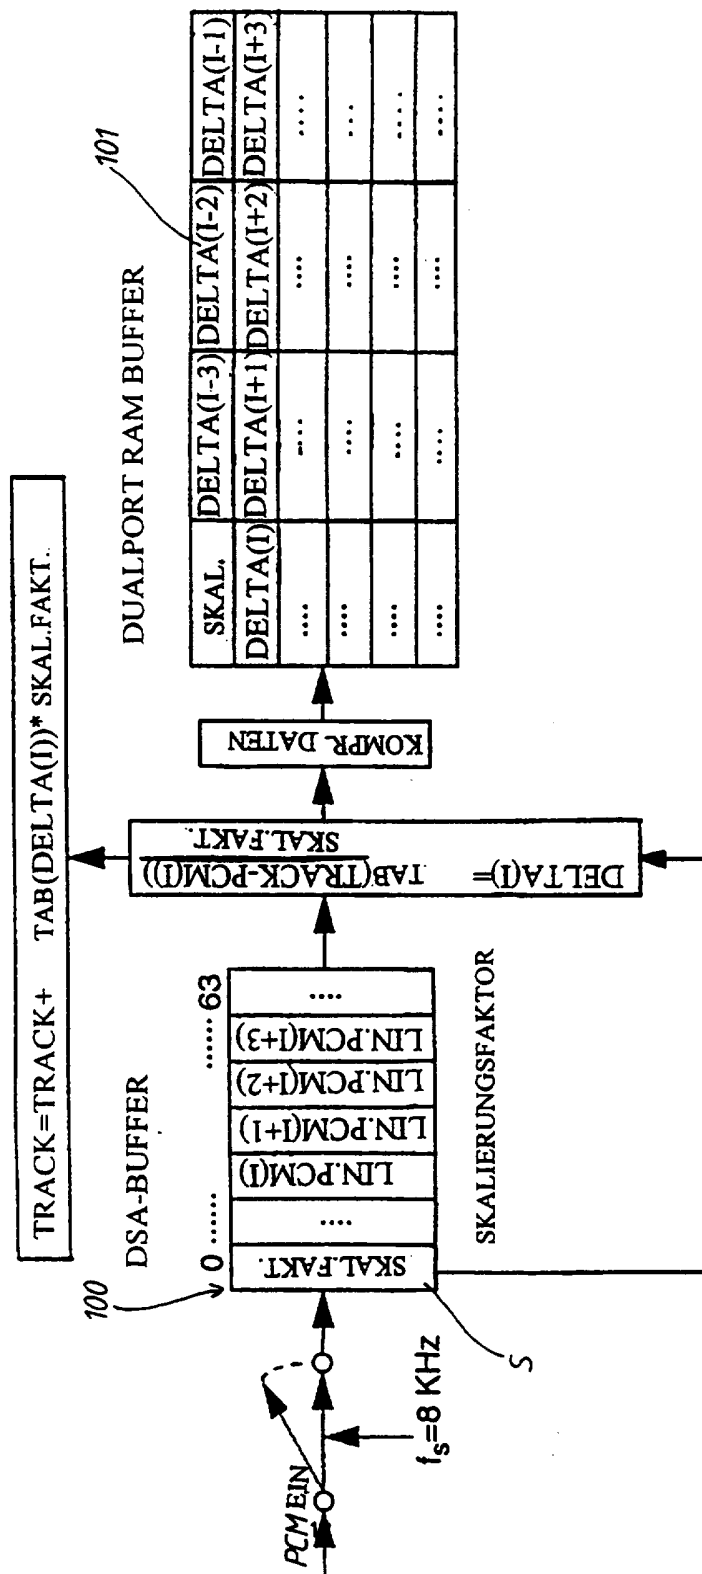 TRACK=TRACK+ TAB(DELTA(I))* SKAL.FAKT.
DSA-BUFFER
DUALPORT RAM BUFFER
100
0 ...... ...... 63
101
PCM EIN
fs=8 KHz
SKAL.FAKT.
....
LIN.PCM(I)
LIN.PCM(I+1)
LIN.PCM(I+2)
LIN.PCM(I+3)
....
S
SKALIERUNGSFAKTOR
DELTA(I)= TAB(TRACK-PCM(I))
SKAL.FAKT.
KOMPR. DATEN
SKAL. DELTA(I-3) DELTA(I-2) DELTA(I-1)
DELTA(I) DELTA(I+1) DELTA(I+2) DELTA(I+3)
.... .... .... ....
.... .... .... ...
.... .... .... ....
.... .... .... ....